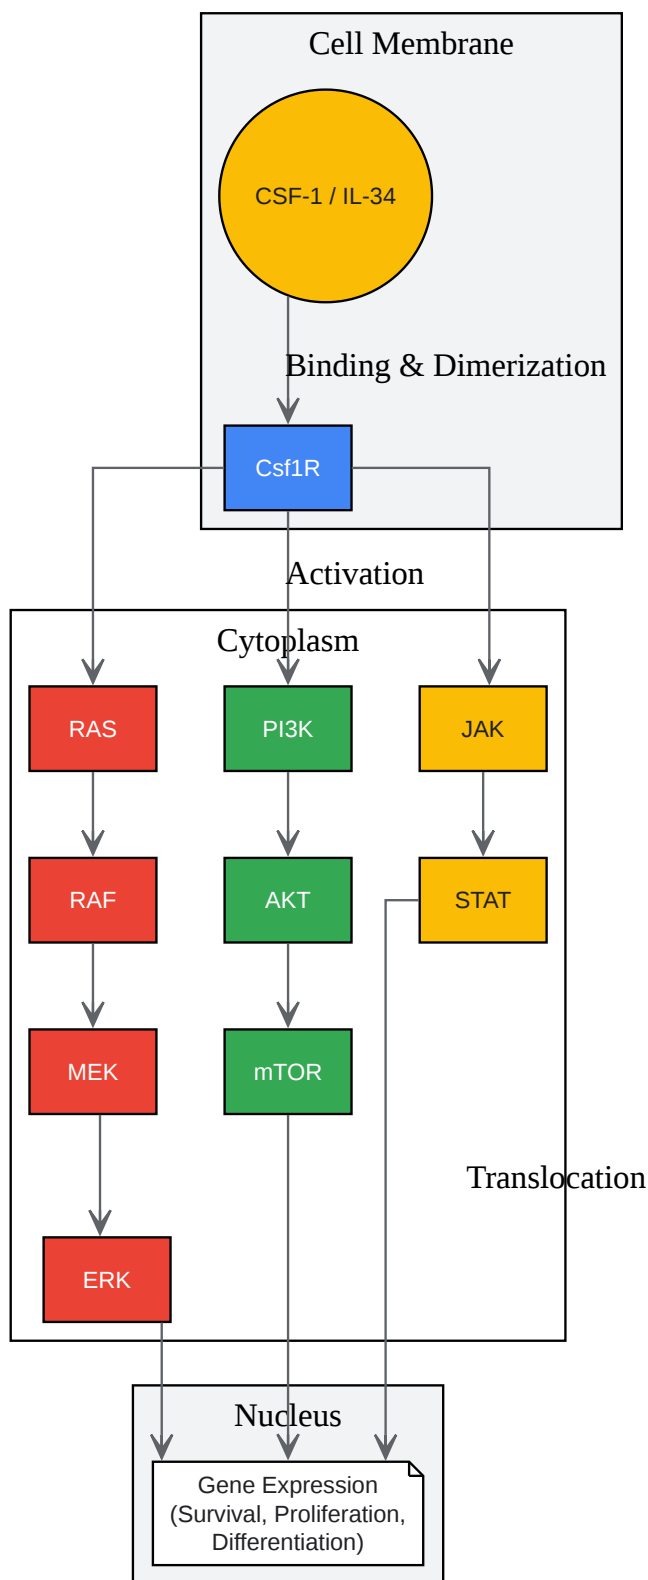 Cell Membrane
CSF-1 / IL-34
Binding & Dimerization
Csf1R
Activation
Cytoplasm
RAS
PI3K
JAK
RAF
AKT
STAT
MEK
mTOR
Translocation
ERK
Nucleus
Gene Expression
(Survival, Proliferation,
Differentiation)